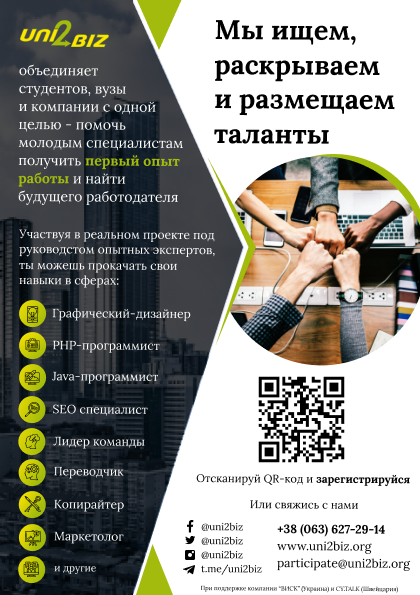 UNI2BIZ
объединяет
студентов, вузы
и компании с одной
целью - помочь
молодым специалистам
получить первый опыт
работы и найти
будущего работодателя
Участвуя в реальном проекте под
руководстом опытных экспертов,
ты можешь прокачать свои
навыки в сферах:
Графический-дизайнер
PHP-программист
Java-программист
SEO специалист
Лидер команды
Переводчик
Копирайтер
Маркетолог
и другие
Мы ищем,
раскрываем
и размещаем
таланты
Отсканируй QR-код и зарегистрируйся
Или свяжись с нами
@uni2biz
@uni2biz
@uni2biz
t.me/uni2biz
+38 (063) 627-29-14
www.uni2biz.org
participate@uni2biz.org
При поддержке компании "ВИСК" (Украина) и CY.TALK (Швейцария)